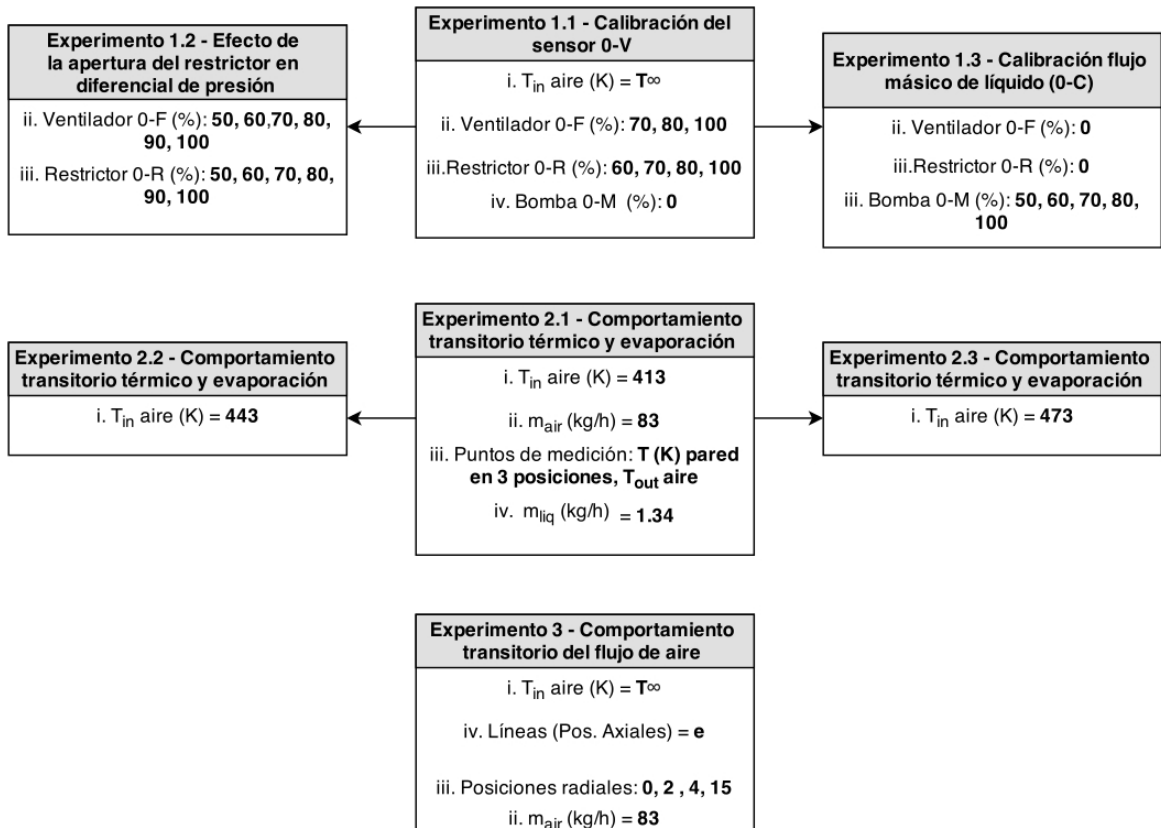 Experimento 1.2 - Efecto de
la apertura del restrictor en
diferencial de presión
ii. Ventilador 0-F (%): 50, 60,70, 80,
90, 100
iii. Restrictor 0-R (%): 50, 60, 70, 80,
90, 100
Experimento 1.1 - Calibración del
sensor 0-V
i. Tin aire (K) = T∞
ii. Ventilador 0-F (%): 70, 80, 100
iii.Restrictor 0-R (%): 60, 70, 80, 100
iv. Bomba 0-M (%): 0
Experimento 1.3 - Calibración flujo
másico de líquido (0-C)
ii. Ventilador 0-F (%): 0
iii.Restrictor 0-R (%): 0
iii. Bomba 0-M (%): 50, 60, 70, 80,
100
Experimento 2.2 - Comportamiento
transitorio térmico y evaporación
i. Tin aire (K) = 443
Experimento 2.1 - Comportamiento
transitorio térmico y evaporación
i. Tin aire (K) = 413
ii. mair (kg/h) = 83
iii. Puntos de medición: T (K) pared
en 3 posiciones, Tout aire
iv. mliq (kg/h) = 1.34
Experimento 2.3 - Comportamiento
transitorio térmico y evaporación
i. Tin aire (K) = 473
Experimento 3 - Comportamiento
transitorio del flujo de aire
i. Tin aire (K) = T∞
iv. Líneas (Pos. Axiales) = e
iii. Posiciones radiales: 0, 2 , 4, 15
ii. mair (kg/h) = 83